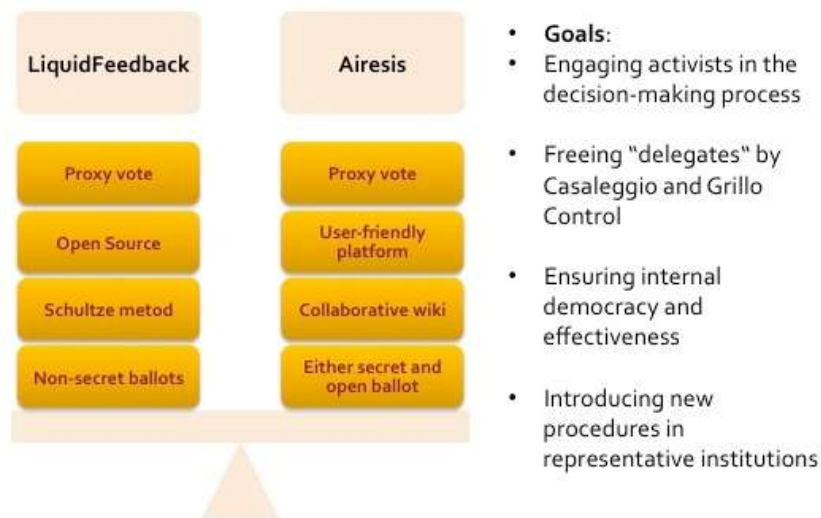 LiquidFeedback
Proxy vote
Open Source
Schultze metod
Non-secret ballots
Airesis
Proxy vote
User-friendly
platform
Collaborative wiki
Either secret and
open ballot
• Goals:
• Engaging activists in the
decision-making process
• Freeing “delegates“ by
Casaleggio and Grillo
Control
• Ensuring internal
democracy and
effectiveness
• Introducing new
procedures in
representative institutions